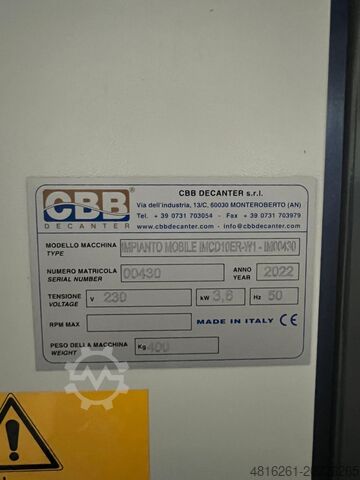 CBB®
DECANTER
CBB DECANTER s.r.l.
Via dell'industria, 13/C, 60030 MONTEROBERTO (AN)
Tel. + 39 0731 703054 - Fax + 39 0731 703979
www.cbbdecanter.com - cbb@cbbdecanter.com
MODELLO MACCHINA IMPIANTO MOBILE IMCD10ER-W1 - IM00430
TYPE
NUMERO MATRICOLA 00430 ANNO 2022
SERIAL NUMBER YEAR
TENSIONE V 230 kW 3,6 Hz 50
VOLTAGE
RPM MAX MADE IN ITALY CE
PESO DELLA MACCHINA Kg 400
WEIGHT